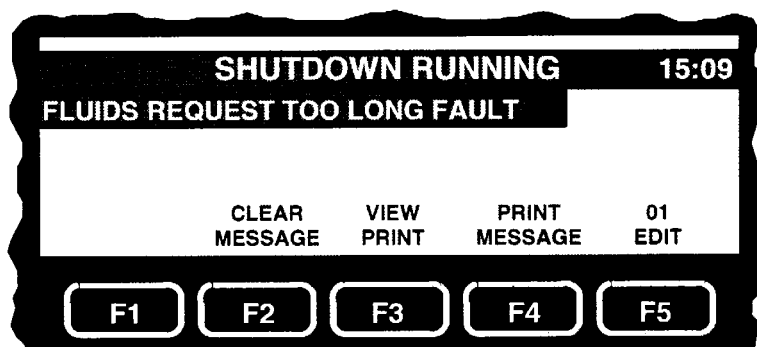 SHUTDOWN RUNNING 15:09
FLUIDS REQUEST TOO LONG FAULT
CLEAR VIEW PRINT 01
MESSAGE PRINT MESSAGE EDIT
F1 F2 F3 F4 F5